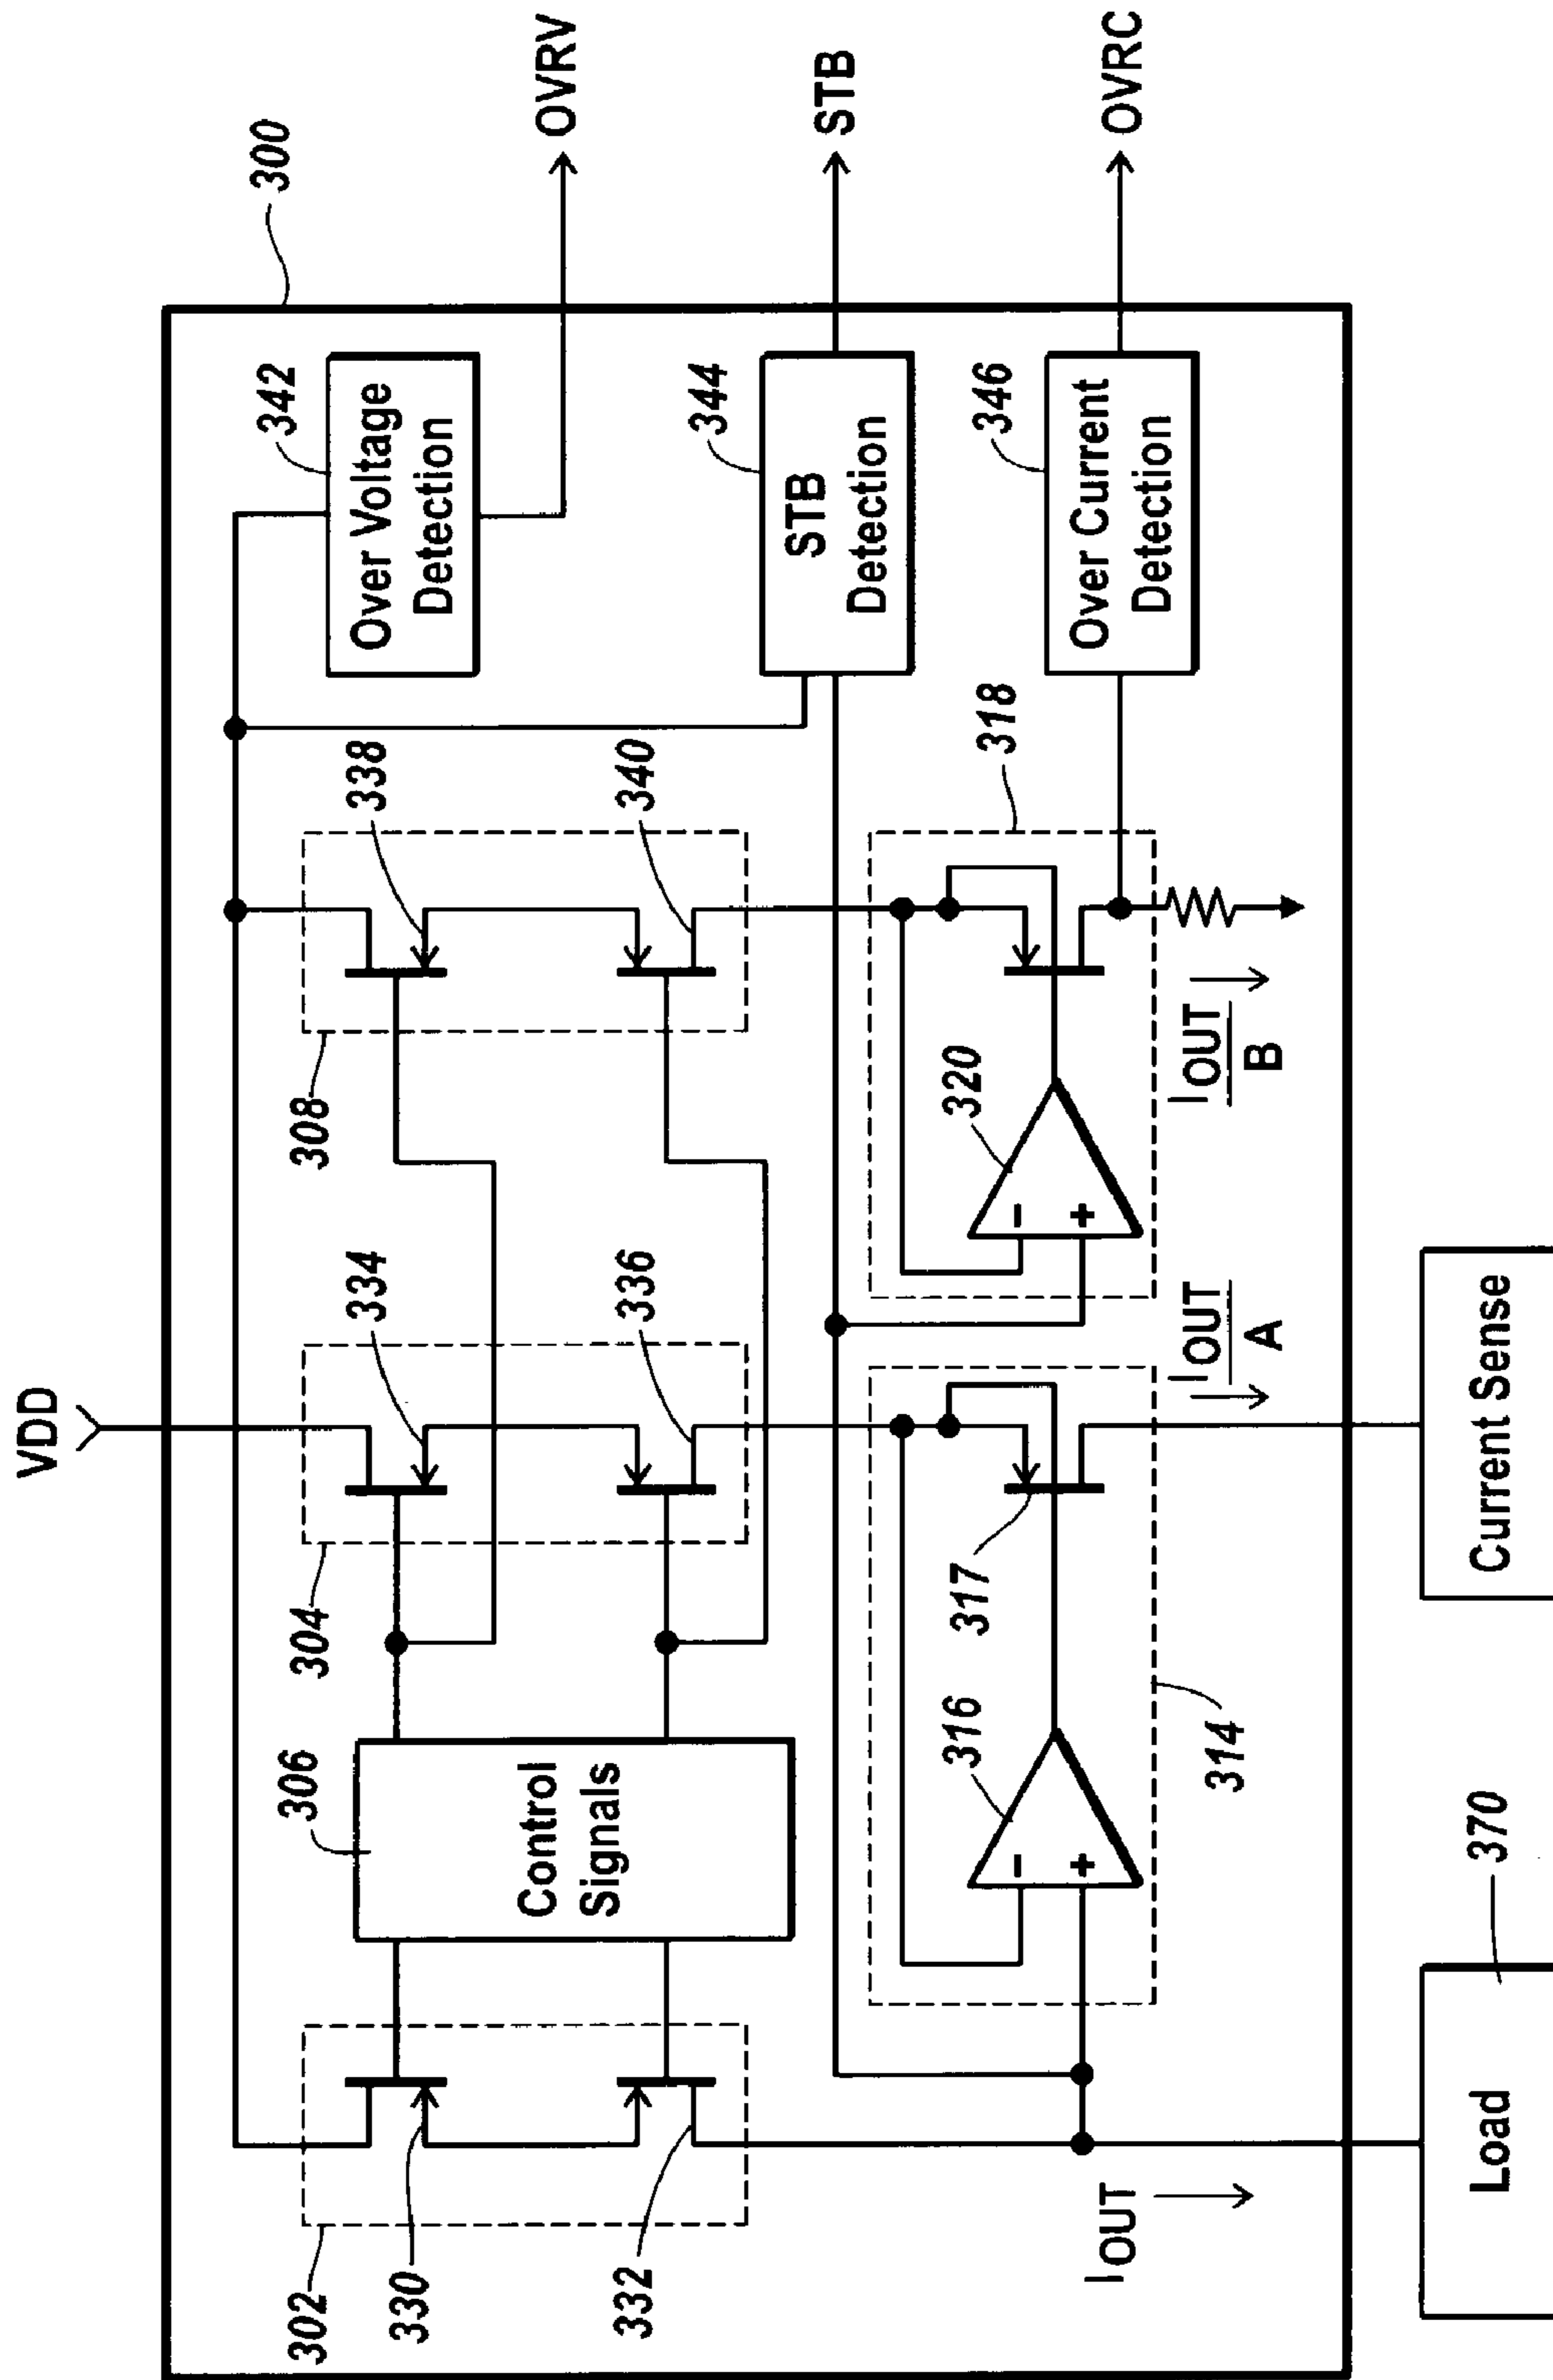 VDD
300
302
330
332
306
Control
Signals
304
334
336
308
338
340
342
Over Voltage
Detection
OVRV
344
STB
Detection
STB
346
Over Current
Detection
OVRC
314
316
-
+
317
318
320
-
+
IOUT
IOUT
A
IOUT
B
Load
370
Current Sense